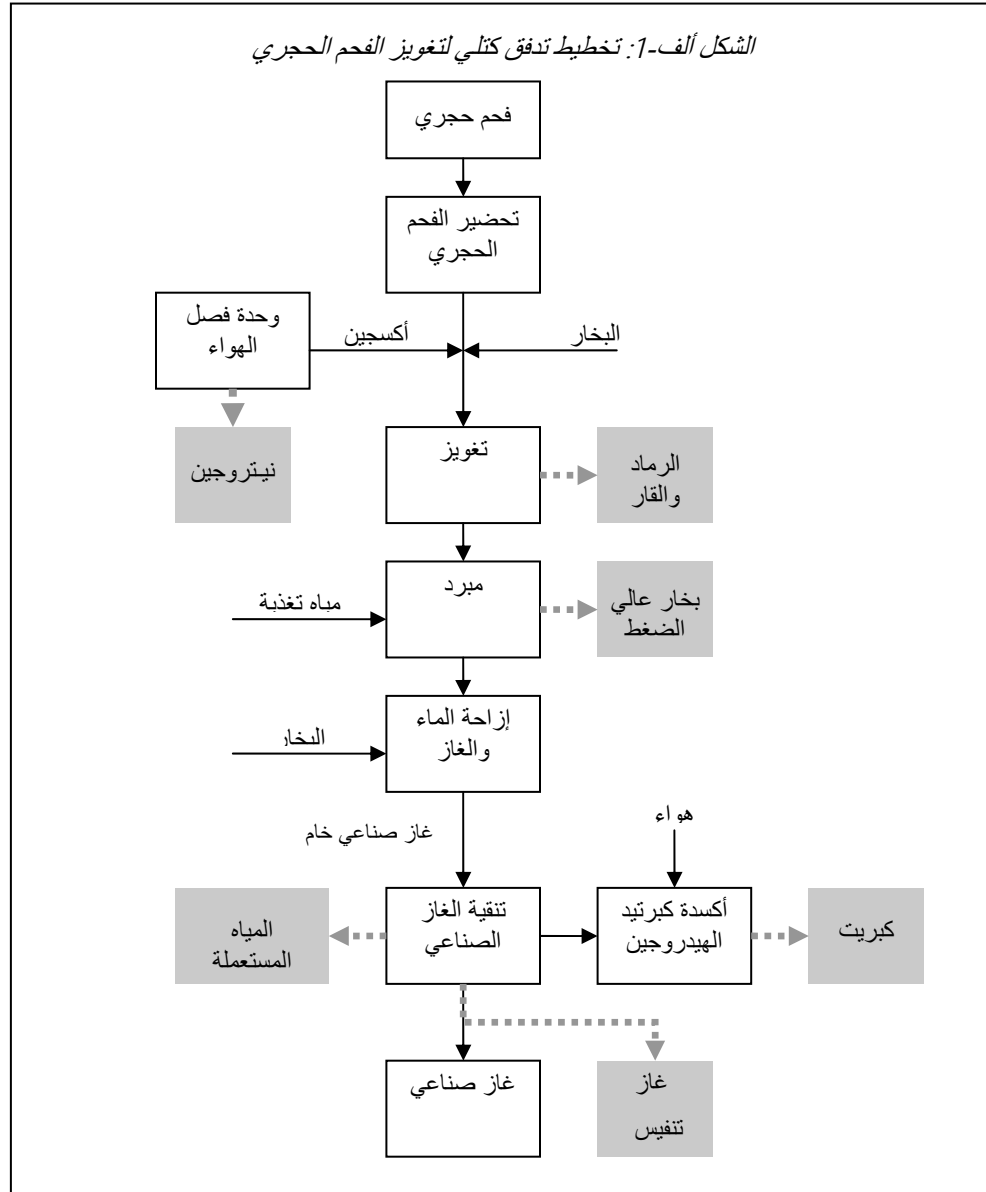 الشكل ألف-1: تخطيط تدفق كتلي لتغويز الفحم الحجري
فحم حجري
تحضير الفحم
الحجري
وحدة فصل
الهواء
أكسجين
البخار
نيتروجين
تغويز
الرماد
والقار
مياه تغذية
مبرد
بخار عالي
الضغط
البخار
إزاحة الماء
والغاز
غاز صناعي خام
هواء
المياه
المستعملة
تنقية الغاز
الصناعي
أكسدة كبرتيد
الهيدروجين
كبريت
غاز صناعي
غاز
تنفيس